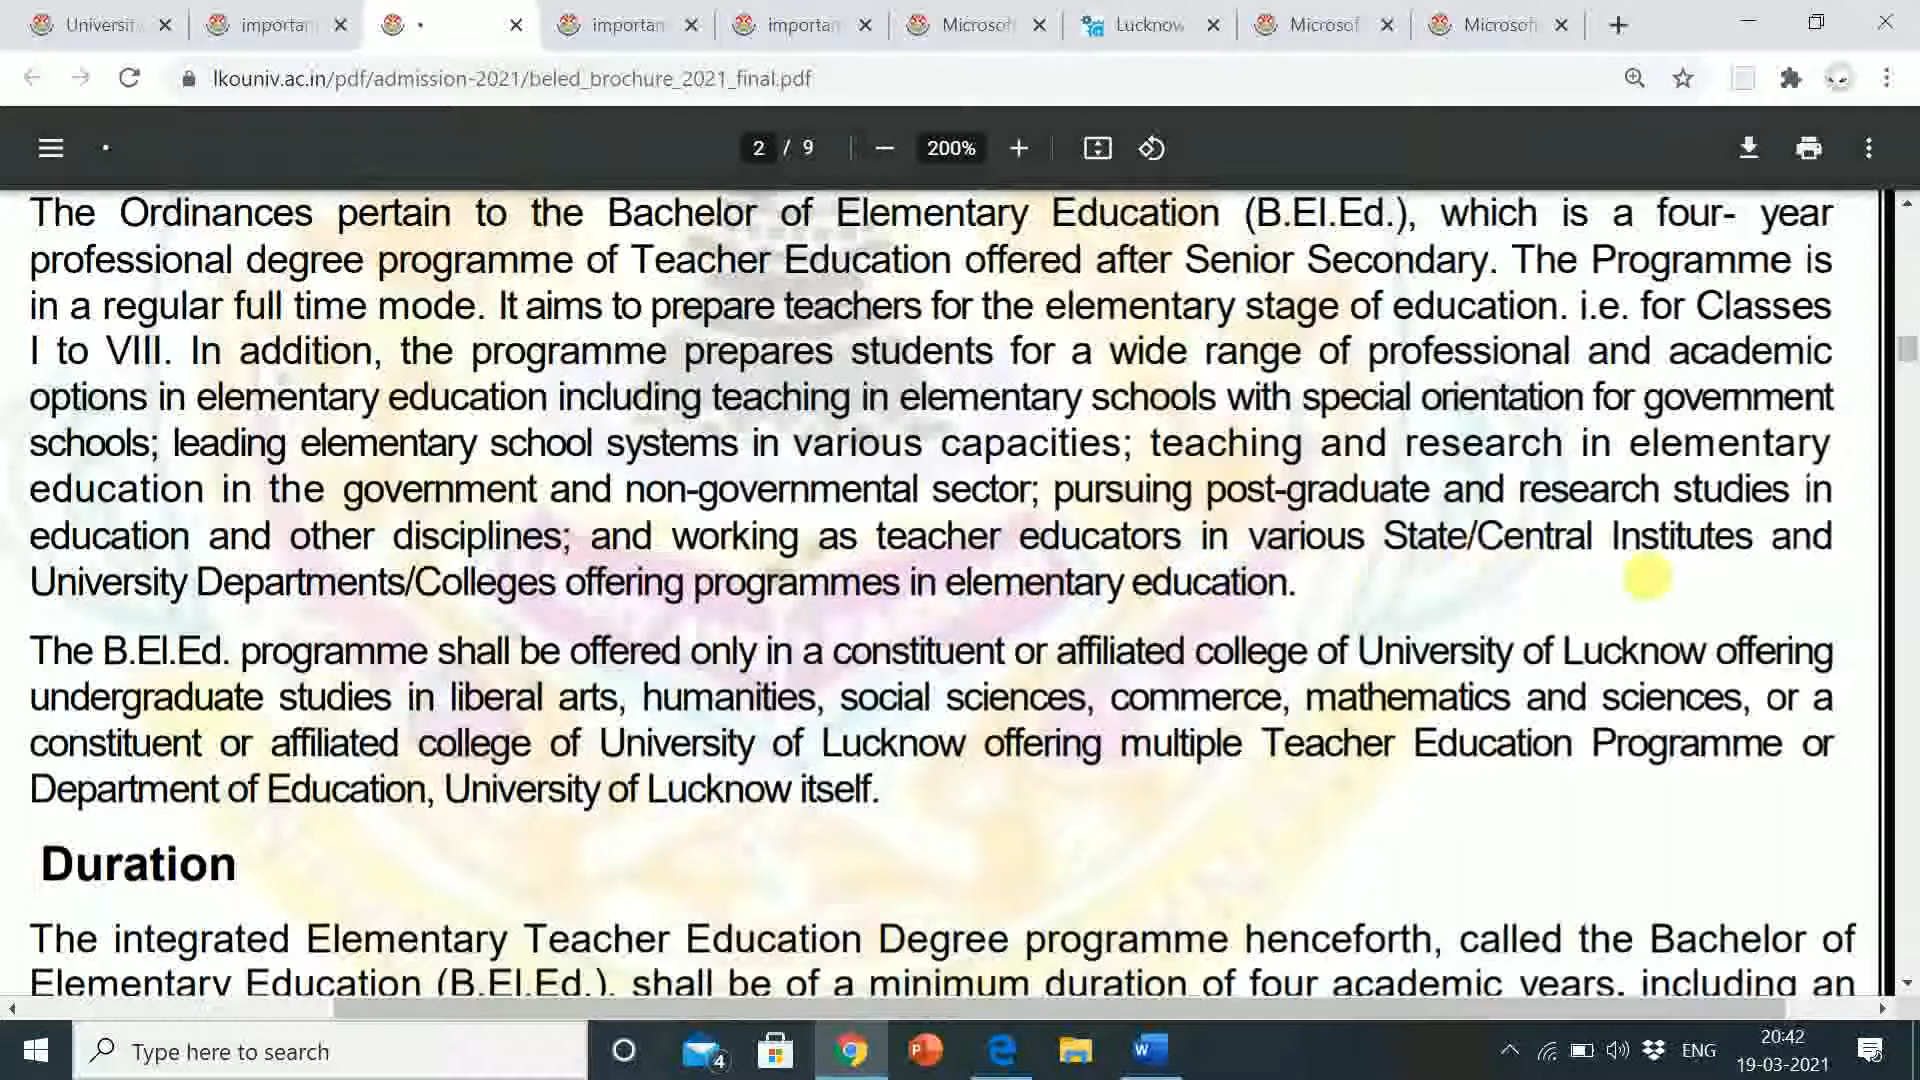 Universit
importan
importan
importan
Microsoft
Lucknow
Microsof
Microsoft
lkouniv.ac.in/pdf/admission-2021/beled_brochure_2021_final.pdf
2 / 9
200%
The Ordinances pertain to the Bachelor of Elementary Education (B.El.Ed.), which is a four- year
professional degree programme of Teacher Education offered after Senior Secondary. The Programme is
in a regular full time mode. It aims to prepare teachers for the elementary stage of education. i.e. for Classes
I to VIII. In addition, the programme prepares students for a wide range of professional and academic
options in elementary education including teaching in elementary schools with special orientation for government
schools; leading elementary school systems in various capacities; teaching and research in elementary
education in the government and non-governmental sector; pursuing post-graduate and research studies in
education and other disciplines; and working as teacher educators in various State/Central Institutes and
University Departments/Colleges offering programmes in elementary education.
The B.El.Ed. programme shall be offered only in a constituent or affiliated college of University of Lucknow offering
undergraduate studies in liberal arts, humanities, social sciences, commerce, mathematics and sciences, or a
constituent or affiliated college of University of Lucknow offering multiple Teacher Education Programme or
Department of Education, University of Lucknow itself.
Duration
The integrated Elementary Teacher Education Degree programme henceforth, called the Bachelor of
Elementary Education (B.El.Ed.), shall be of a minimum duration of four academic years, including an
Type here to search
4
ENG
20:42
19-03-2021